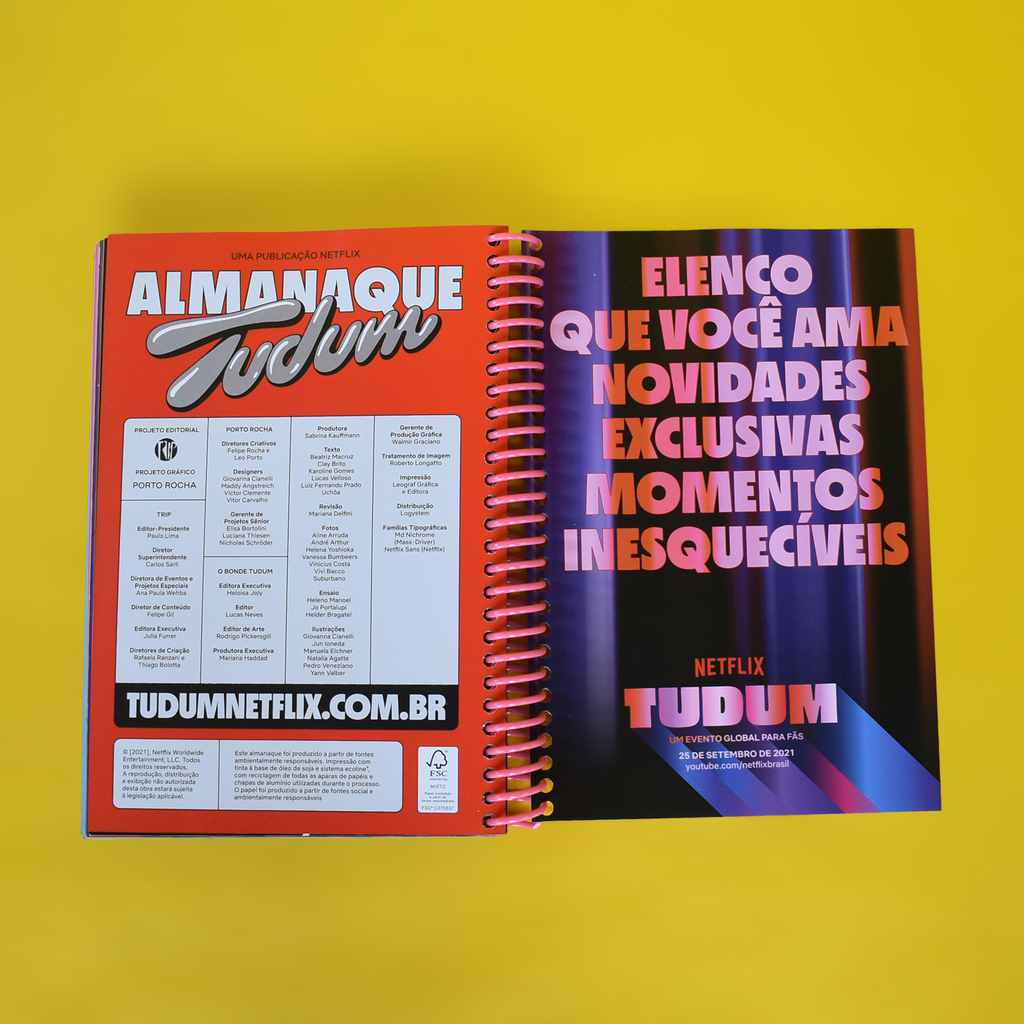 UMA PUBLICAÇÃO NETFLIX
ALMANAQUE
Tudum
PROJETO EDITORIAL
PROJETO GRÁFICO
PORTO ROCHA
TRIP
Editor-Presidente
Paulo Lima
Diretor
Superintendente
Carlos Sarli
Diretora de Eventos e
Projetos Especiais
Ana Paula Wehba
Diretor de Conteúdo
Felipe Gil
Editora Executiva
Julia Furrer
Diretores de Criação
Rafaela Ranzani e
Thiago Bolotta
PORTO ROCHA
Diretores Criativos
Felipe Rocha e
Leo Porto
Designers
Giovanna Cianelli
Maddy Angstreich
Victor Clemente
Vítor Carvalho
Gerente de
Projetos Sênior
Elisa Bortolini
Luciana Thiesen
Nicholas Schröder
O BONDE TUDUM
Editora Executiva
Heloisa Joly
Editor
Lucas Neves
Editor de Arte
Rodrigo Pickersgill
Produtora Executiva
Mariana Haddad
Produtora
Sabrina Kauffmann
Texto
Beatriz Macruz
Clay Brito
Karoline Gomes
Lucas Velloso
Luiz Fernando Prado
Uchôa
Revisão
Mariana Delfini
Fotos
Aline Arruda
André Arthur
Helena Yoshioka
Vanessa Bumbeers
Vinicius Costa
Vivi Bacco
Suburbano
Ensaio
Heleno Manoel
Jo Portalupi
Helder Bragatel
Ilustrações
Giovanna Cianelli
Jun Ioneda
Manuela Eichner
Natalia Agatte
Pedro Veneziano
Yann Valber
Gerente de
Produção Gráfica
Walmir Graciano
Tratamento de Imagem
Roberto Longatto
Impressão
Leograf Gráfica
e Editora
Distribuição
Logystem
Famílias Tipográficas
Md Nichrome
(Mass-Driver)
Netflix Sans (Netflix)
TUDUMNETFLIX.COM.BR
© [2021], Netflix Worldwide
Entertainment, LLC. Todos
os direitos reservados.
A reprodução, distribuição
e exibição não autorizada
desta obra estará sujeita
à legislação aplicável.
Este almanaque foi produzido a partir de fontes
ambientalmente responsáveis. Impressão com
tinta à base de óleo de soja e sistema ecoline*,
com reciclagem de todas as aparas de papéis e
chapas de alumínio utilizadas durante o processo.
O papel foi produzido a partir de fontes social e
ambientalmente responsáveis
FSC
MISTO
Papel produzido
a partir de
fontes responsáveis
ELENCO
QUE VOCÊ AMA
NOVIDADES
EXCLUSIVAS
MOMENTOS
INESQUECÍVEIS
NETFLIX
TUDUM
UM EVENTO GLOBAL PARA FÃS
25 DE SETEMBRO DE 2021
youtube.com/netflixbrasil